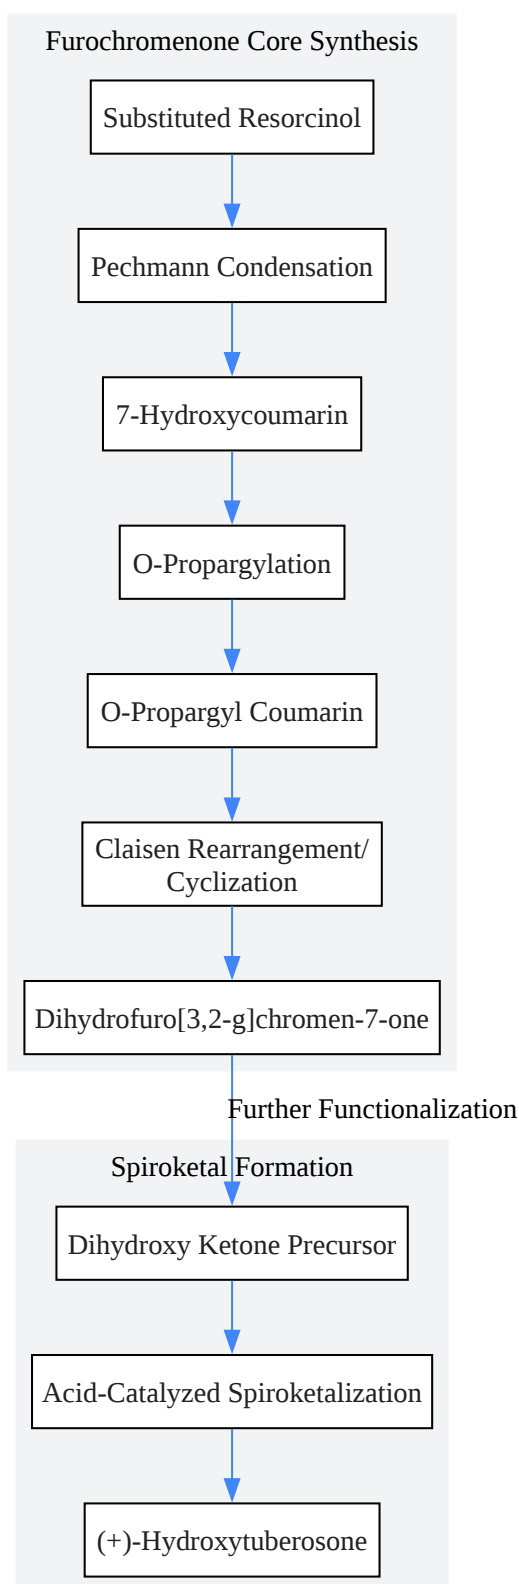 Furochromenone Core Synthesis
Substituted Resorcinol
Pechmann Condensation
7-Hydroxycoumarin
O-Propargylation
O-Propargyl Coumarin
Claisen Rearrangement/
Cyclization
Dihydrofuro[3,2-g]chromen-7-one
Further Functionalization
Spiroketal Formation
Dihydroxy Ketone Precursor
Acid-Catalyzed Spiroketalization
(+)-Hydroxytuberosone